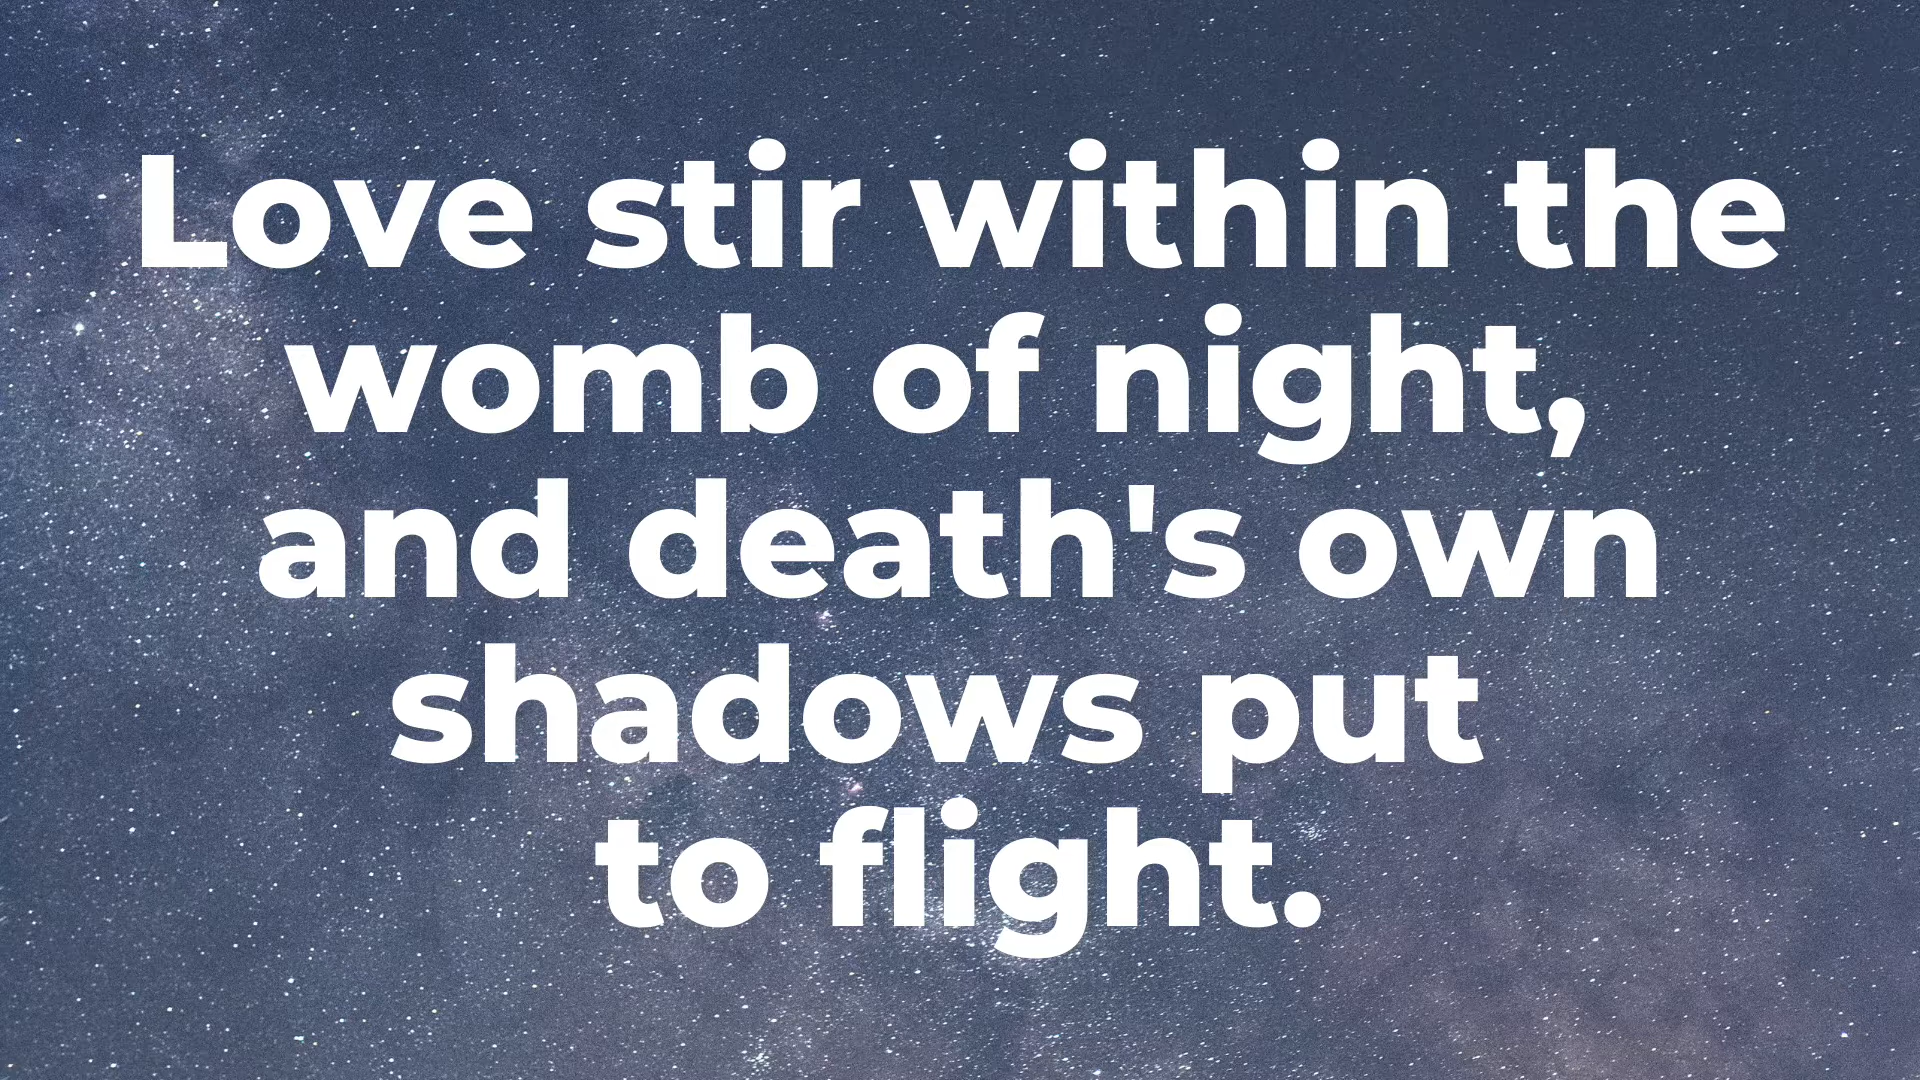 Love stir within the
womb of night,
and death's own
shadows put
to flight.